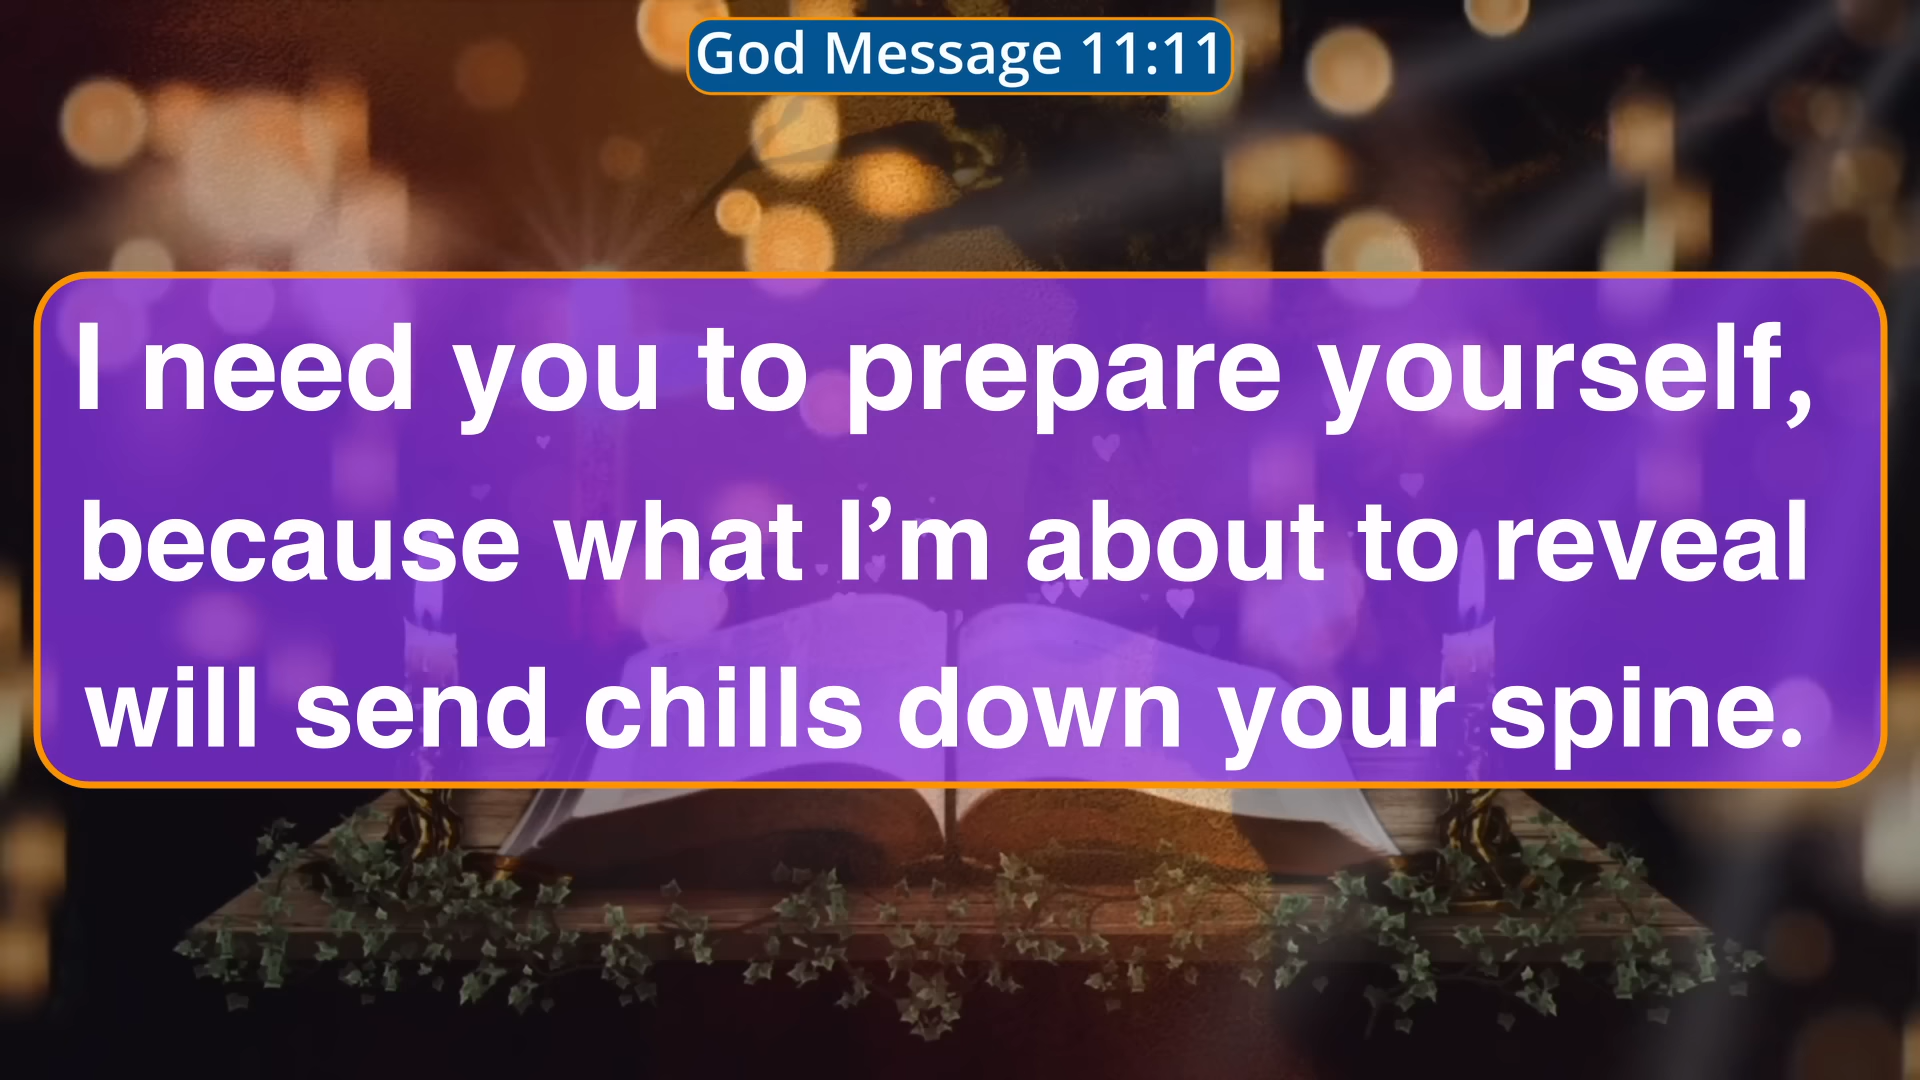 God Message 11:11
I need you to prepare yourself,
because what I’m about to reveal
will send chills down your spine.